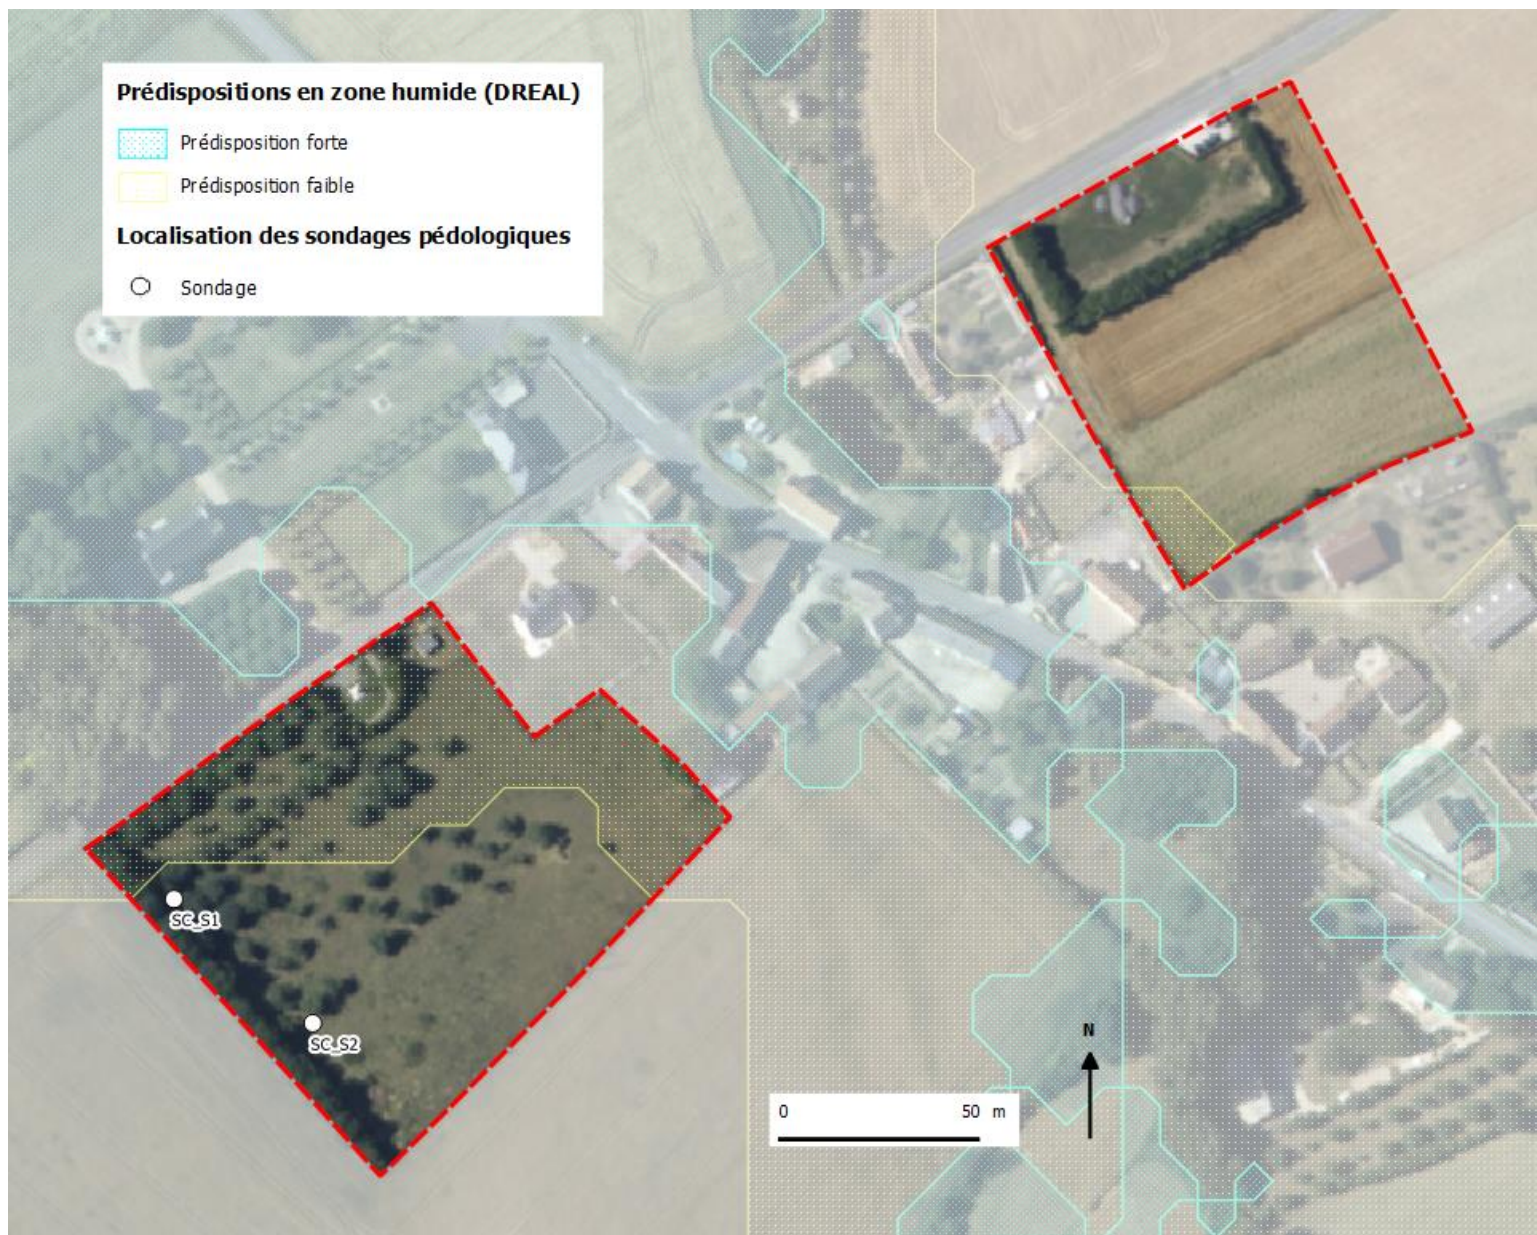 Prédispositions en zone humide (DREAL)
Prédisposition forte
Prédisposition faible
Localisation des sondages pédologiques
Sondage
SC_S1
SC_S2
N
0 50 m